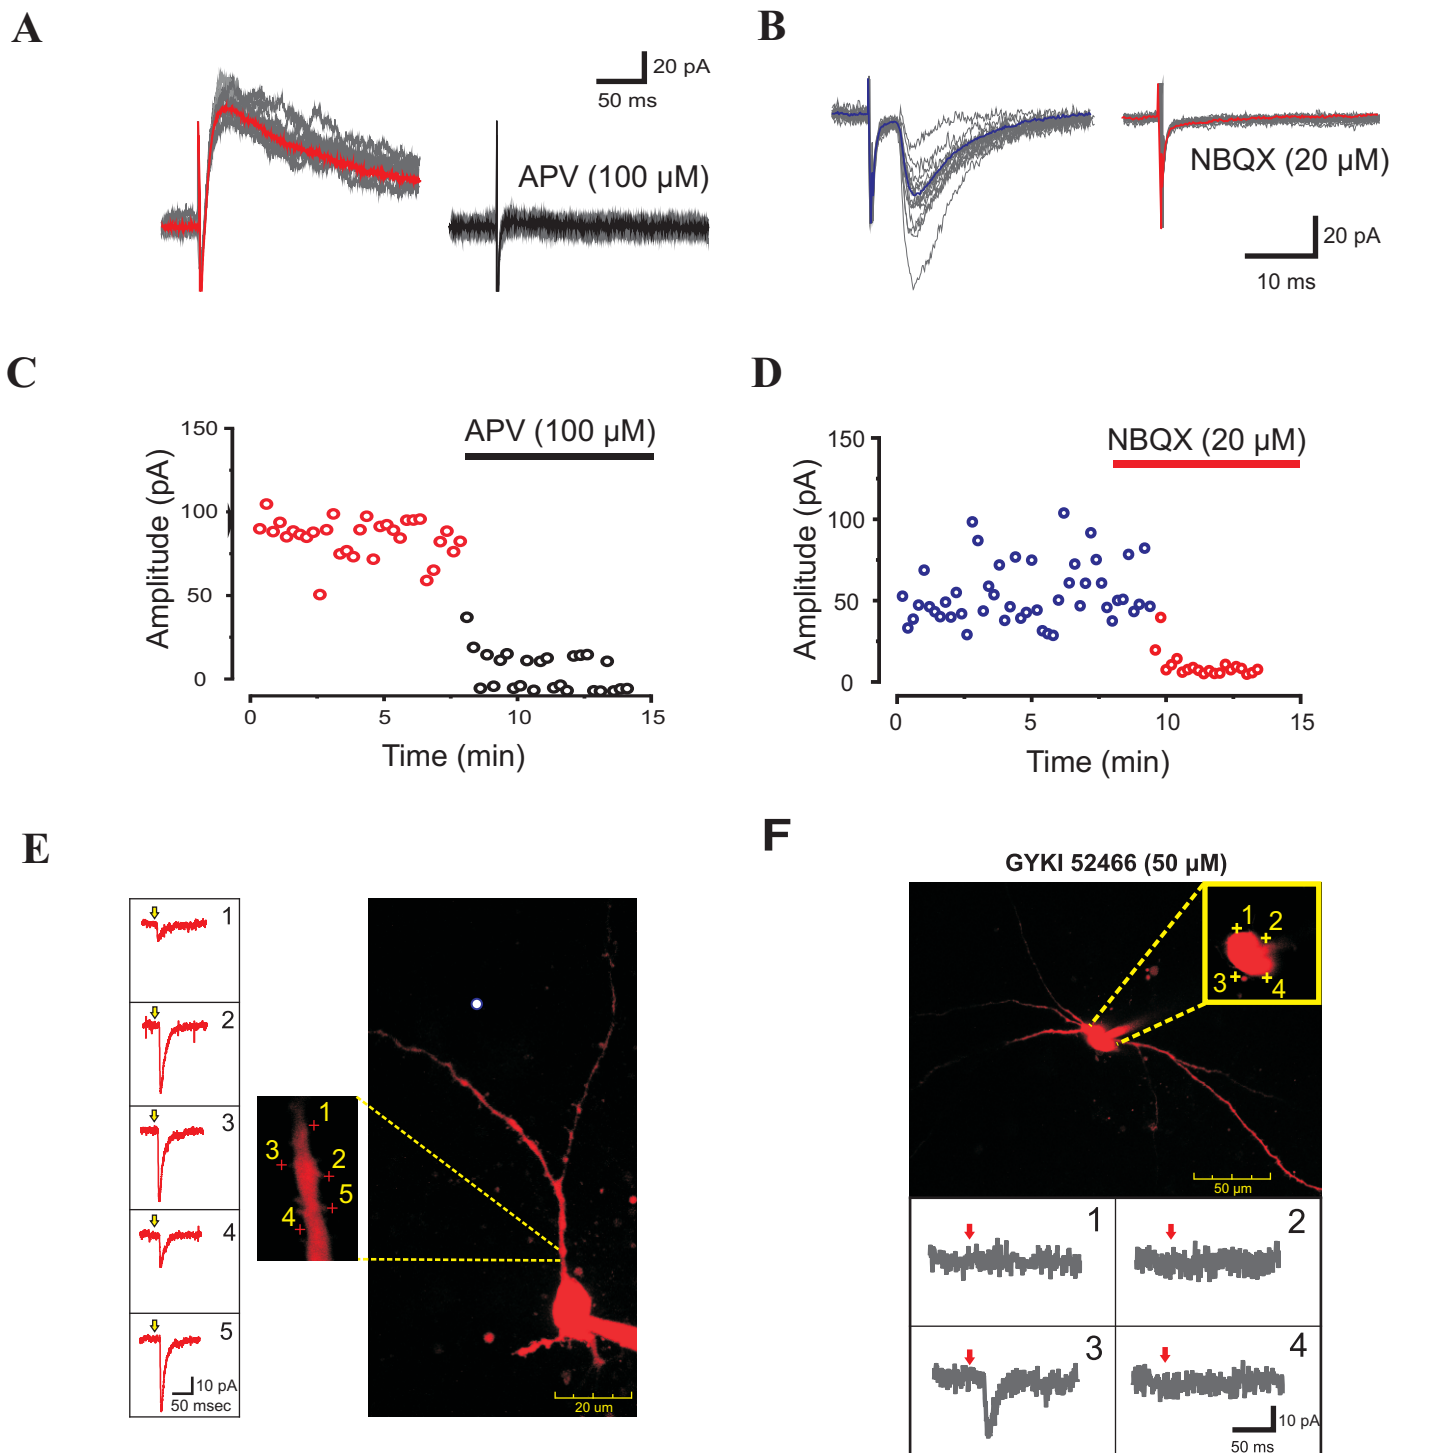 A
20 pA
50 ms
APV (100 µM)
B
NBQX (20 µM)
20 pA
10 ms
C
150
100
50
0
Amplitude (pA)
APV (100 µM)
0
5
10
15
Time (min)
D
150
100
50
0
Amplitude (pA)
NBQX (20 µM)
0
5
10
15
Time (min)
E
1
2
3
4
5
10 pA
50 msec
1
3
2
5
4
20 um
F
GYKI 52466 (50 µM)
1
2
3
4
50 µm
1
2
3
4
10 pA
50 ms